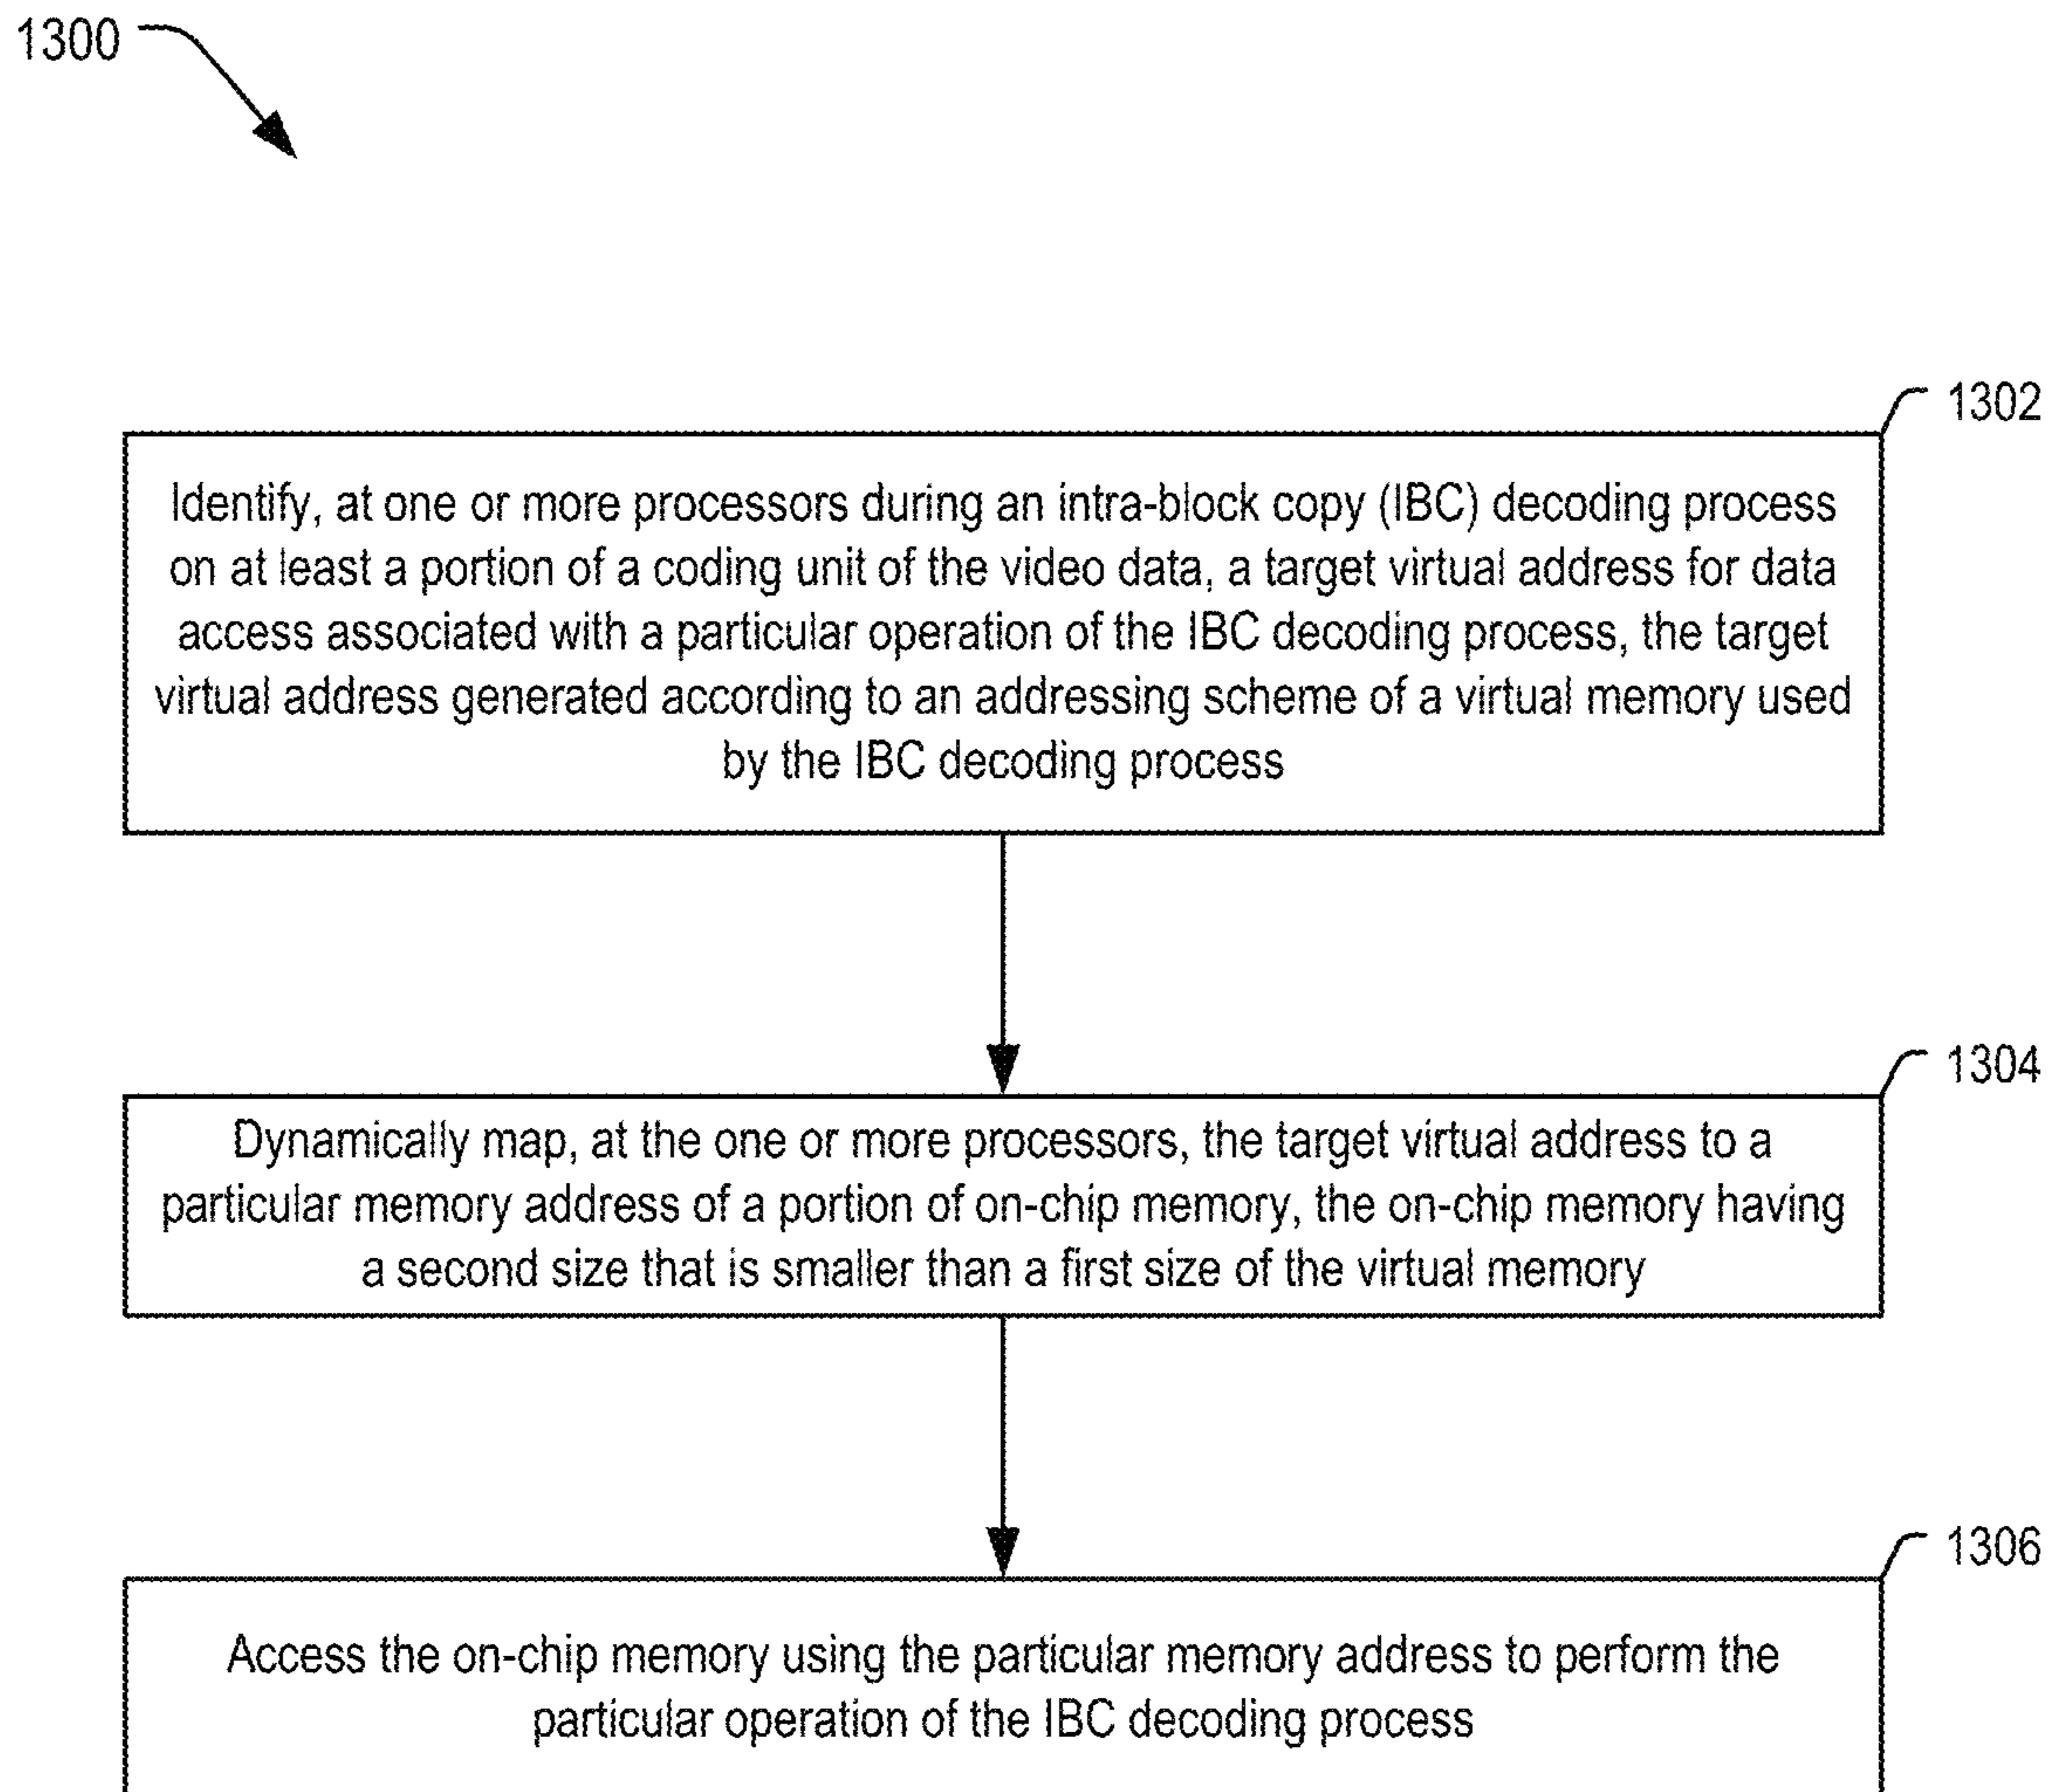 1300
1302
Identify, at one or more processors during an intra-block copy (IBC) decoding process
on at least a portion of a coding unit of the video data, a target virtual address for data
access associated with a particular operation of the IBC decoding process, the target
virtual address generated according to an addressing scheme of a virtual memory used
by the IBC decoding process
1304
Dynamically map, at the one or more processors, the target virtual address to a
particular memory address of a portion of on-chip memory, the on-chip memory having
a second size that is smaller than a first size of the virtual memory
1306
Access the on-chip memory using the particular memory address to perform the
particular operation of the IBC decoding process